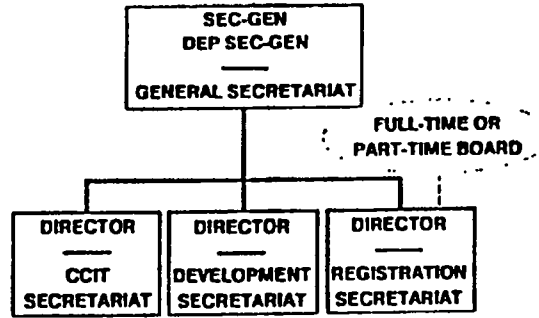 SEC-GEN
DEP SEC-GEN
GENERAL SECRETARIAT
FULL-TIME OR
PART-TIME BOARD
DIRECTOR
CCIT
SECRETARIAT
DIRECTOR
DEVELOPMENT
SECRETARIAT
DIRECTOR
REGISTRATION
SECRETARIAT